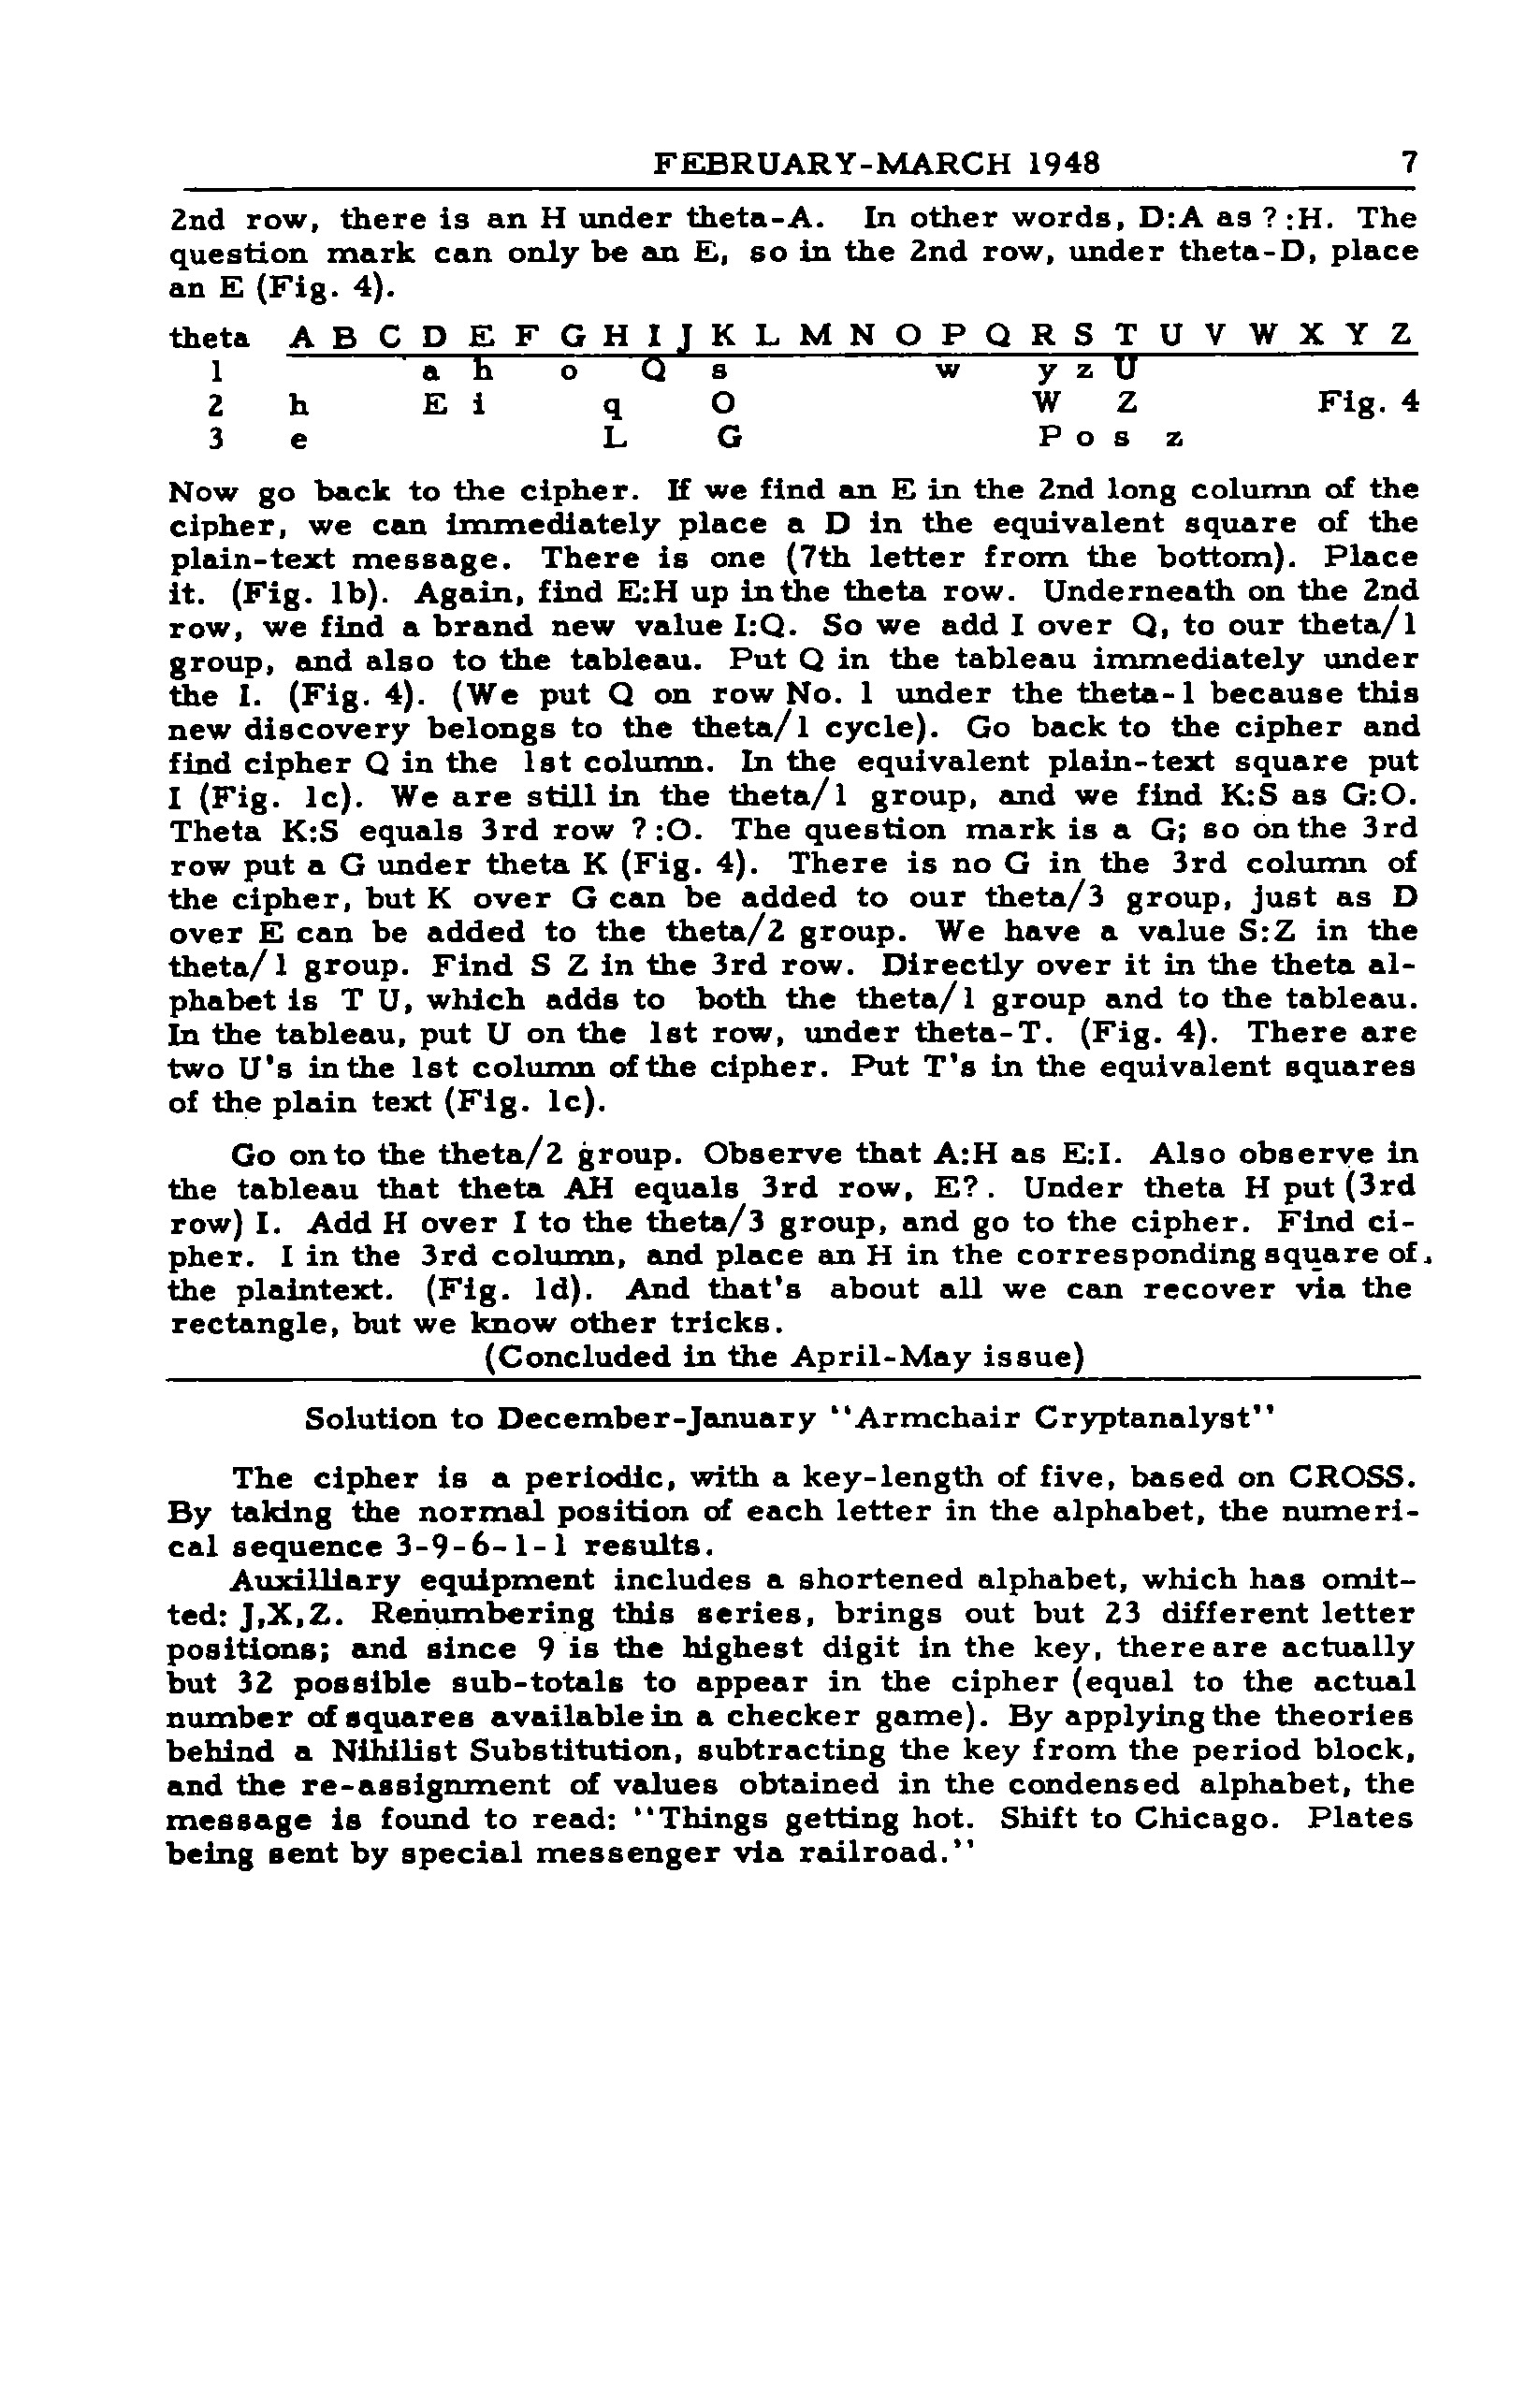 FEBRUARY-MARCH 1948 7
2nd row, there is an H under theta-A. In other words, D:A as ?:H. The
question mark can only be an E, so in the 2nd row, under theta-D, place
an E (Fig. 4).
theta A B C D E F G H I J K L M N O P Q R S T U V W X Y Z
1 a h o Q s w y z U
2 h E i q O W Z Fig. 4
3 e L G P o s z
Now go back to the cipher. If we find an E in the 2nd long column of the
cipher, we can immediately place a D in the equivalent square of the
plain-text message. There is one (7th letter from the bottom). Place
it. (Fig. 1b). Again, find E:H up in the theta row. Underneath on the 2nd
row, we find a brand new value I:Q. So we add I over Q, to our theta/1
group, and also to the tableau. Put Q in the tableau immediately under
the I. (Fig. 4). (We put Q on row No. 1 under the theta-1 because this
new discovery belongs to the theta/1 cycle). Go back to the cipher and
find cipher Q in the 1st column. In the equivalent plain-text square put
I (Fig. 1c). We are still in the theta/1 group, and we find K:S as G:O.
Theta K:S equals 3rd row ?:O. The question mark is a G; so on the 3rd
row put a G under theta K (Fig. 4). There is no G in the 3rd column of
the cipher, but K over G can be added to our theta/3 group, just as D
over E can be added to the theta/2 group. We have a value S:Z in the
theta/1 group. Find S Z in the 3rd row. Directly over it in the theta al-
phabet is T U, which adds to both the theta/1 group and to the tableau.
In the tableau, put U on the 1st row, under theta-T. (Fig. 4). There are
two U's in the 1st column of the cipher. Put T's in the equivalent squares
of the plain text (Fig. 1c).
Go on to the theta/2 group. Observe that A:H as E:I. Also observe in
the tableau that theta AH equals 3rd row, E?. Under theta H put (3rd
row) I. Add H over I to the theta/3 group, and go to the cipher. Find ci-
pher. I in the 3rd column, and place an H in the corresponding square of.
the plaintext. (Fig. 1d). And that's about all we can recover via the
rectangle, but we know other tricks.
(Concluded in the April-May issue)
Solution to December-January "Armchair Cryptanalyst"
The cipher is a periodic, with a key-length of five, based on CROSS.
By taking the normal position of each letter in the alphabet, the numeri-
cal sequence 3-9-6-1-1 results.
Auxilliary equipment includes a shortened alphabet, which has omit-
ted: J,X,Z. Renumbering this series, brings out but 23 different letter
positions; and since 9 is the highest digit in the key, there are actually
but 32 possible sub-totals to appear in the cipher (equal to the actual
number of squares available in a checker game). By applying the theories
behind a Nihilist Substitution, subtracting the key from the period block,
and the re-assignment of values obtained in the condensed alphabet, the
message is found to read: "Things getting hot. Shift to Chicago. Plates
being sent by special messenger via railroad."